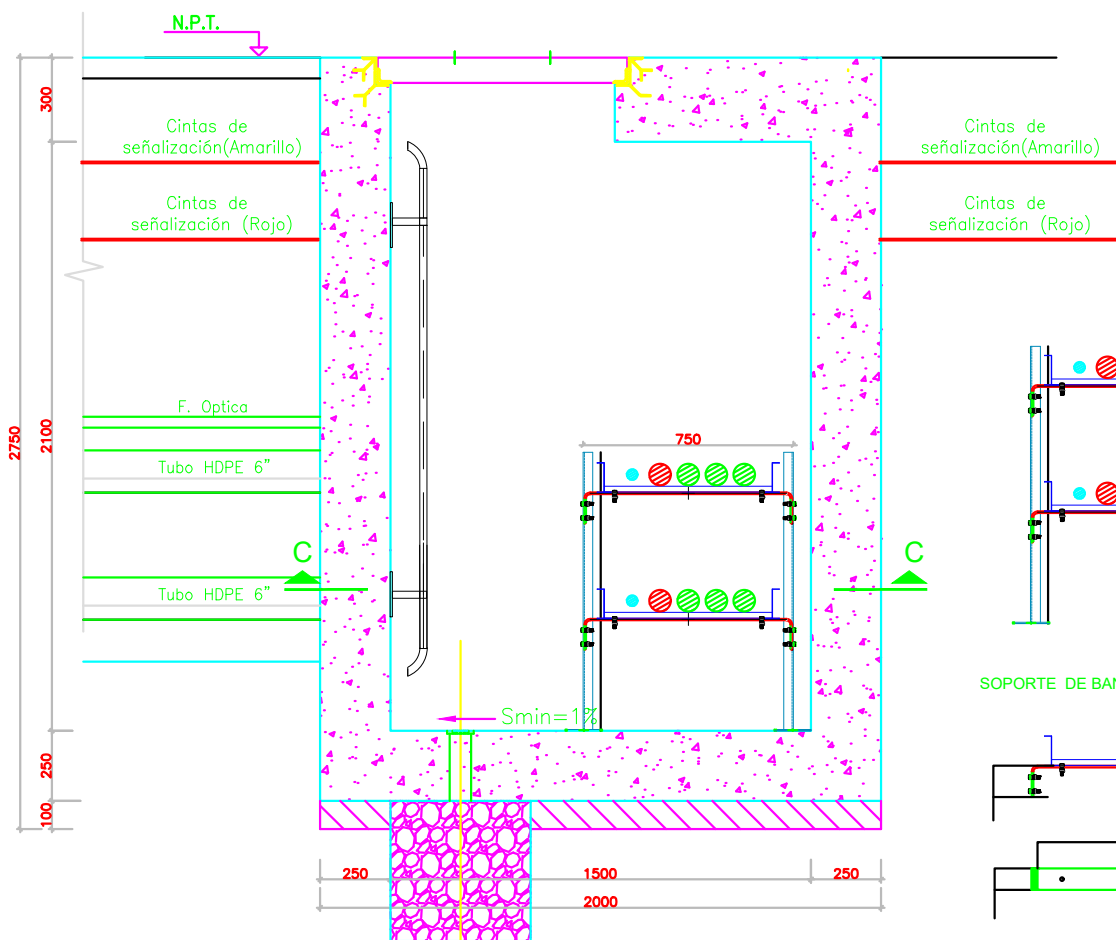 N.P.T.
300
Cintas de
señalización(Amarillo)
Cintas de
señalización(Amarillo)
Cintas de
señalización (Rojo)
Cintas de
señalización (Rojo)
2750
2100
F. Optica
750
Tubo HDPE 6"
C
C
Tubo HDPE 6"
SOPORTE DE BAN
Smin=1%
250
100
250
1500
250
2000